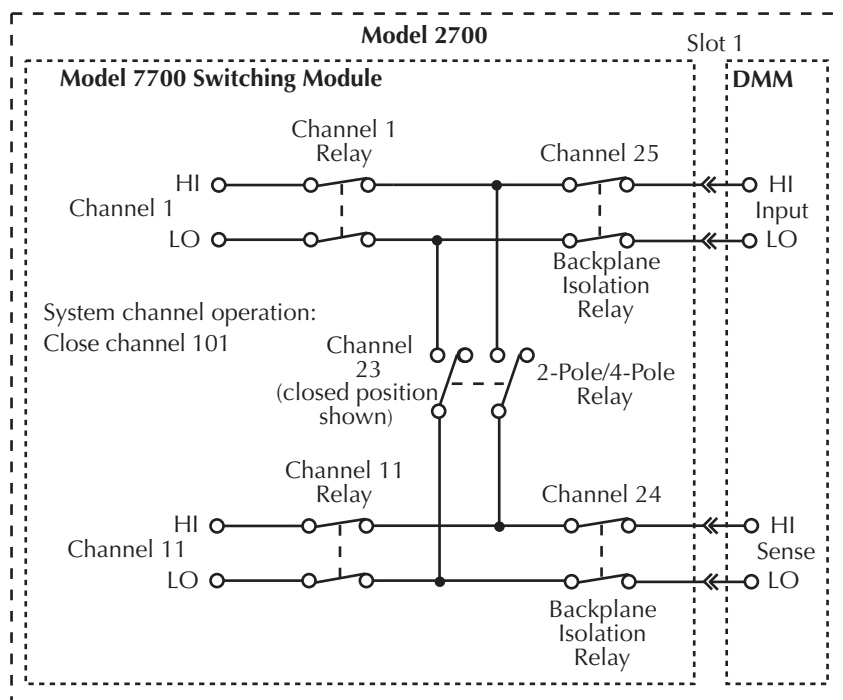 Model 2700
Slot 1
Model 7700 Switching Module
DMM
Channel 1
Relay
Channel 25
HI
HI
Channel 1
Input
LO
LO
Backplane
Isolation
Relay
System channel operation:
Close channel 101
Channel
23
(closed position
shown)
2-Pole/4-Pole
Relay
Channel 11
Relay
Channel 24
HI
HI
Channel 11
Sense
LO
LO
Backplane
Isolation
Relay